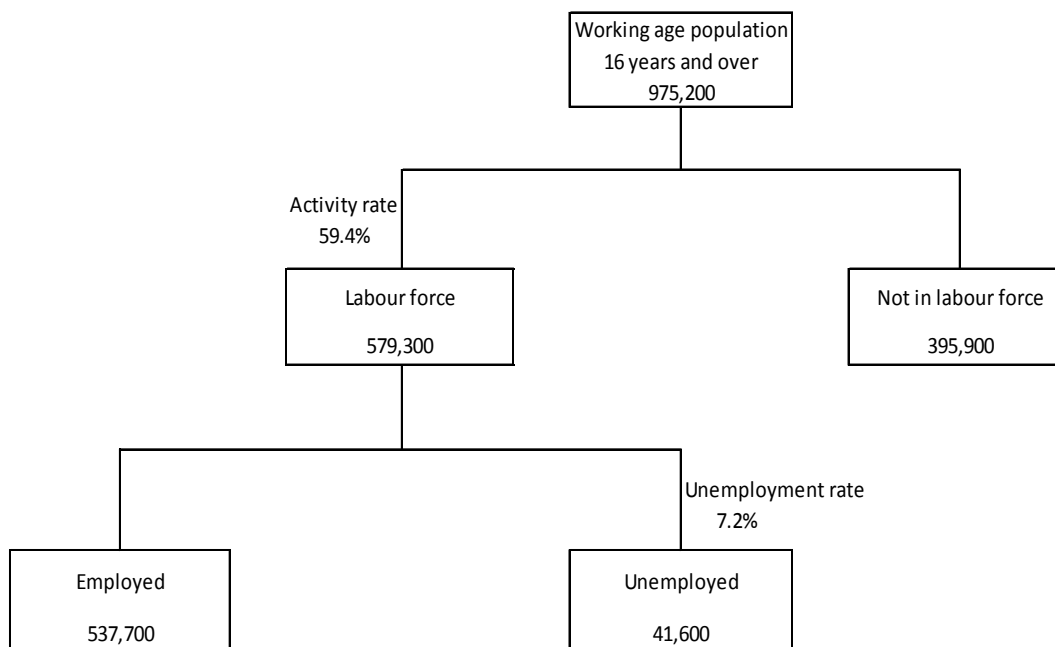 Working age population
16 years and over
975,200
Activity rate
59.4%
Labour force
579,300
Not in labour force
395,900
Unemployment rate
7.2%
Employed
537,700
Unemployed
41,600